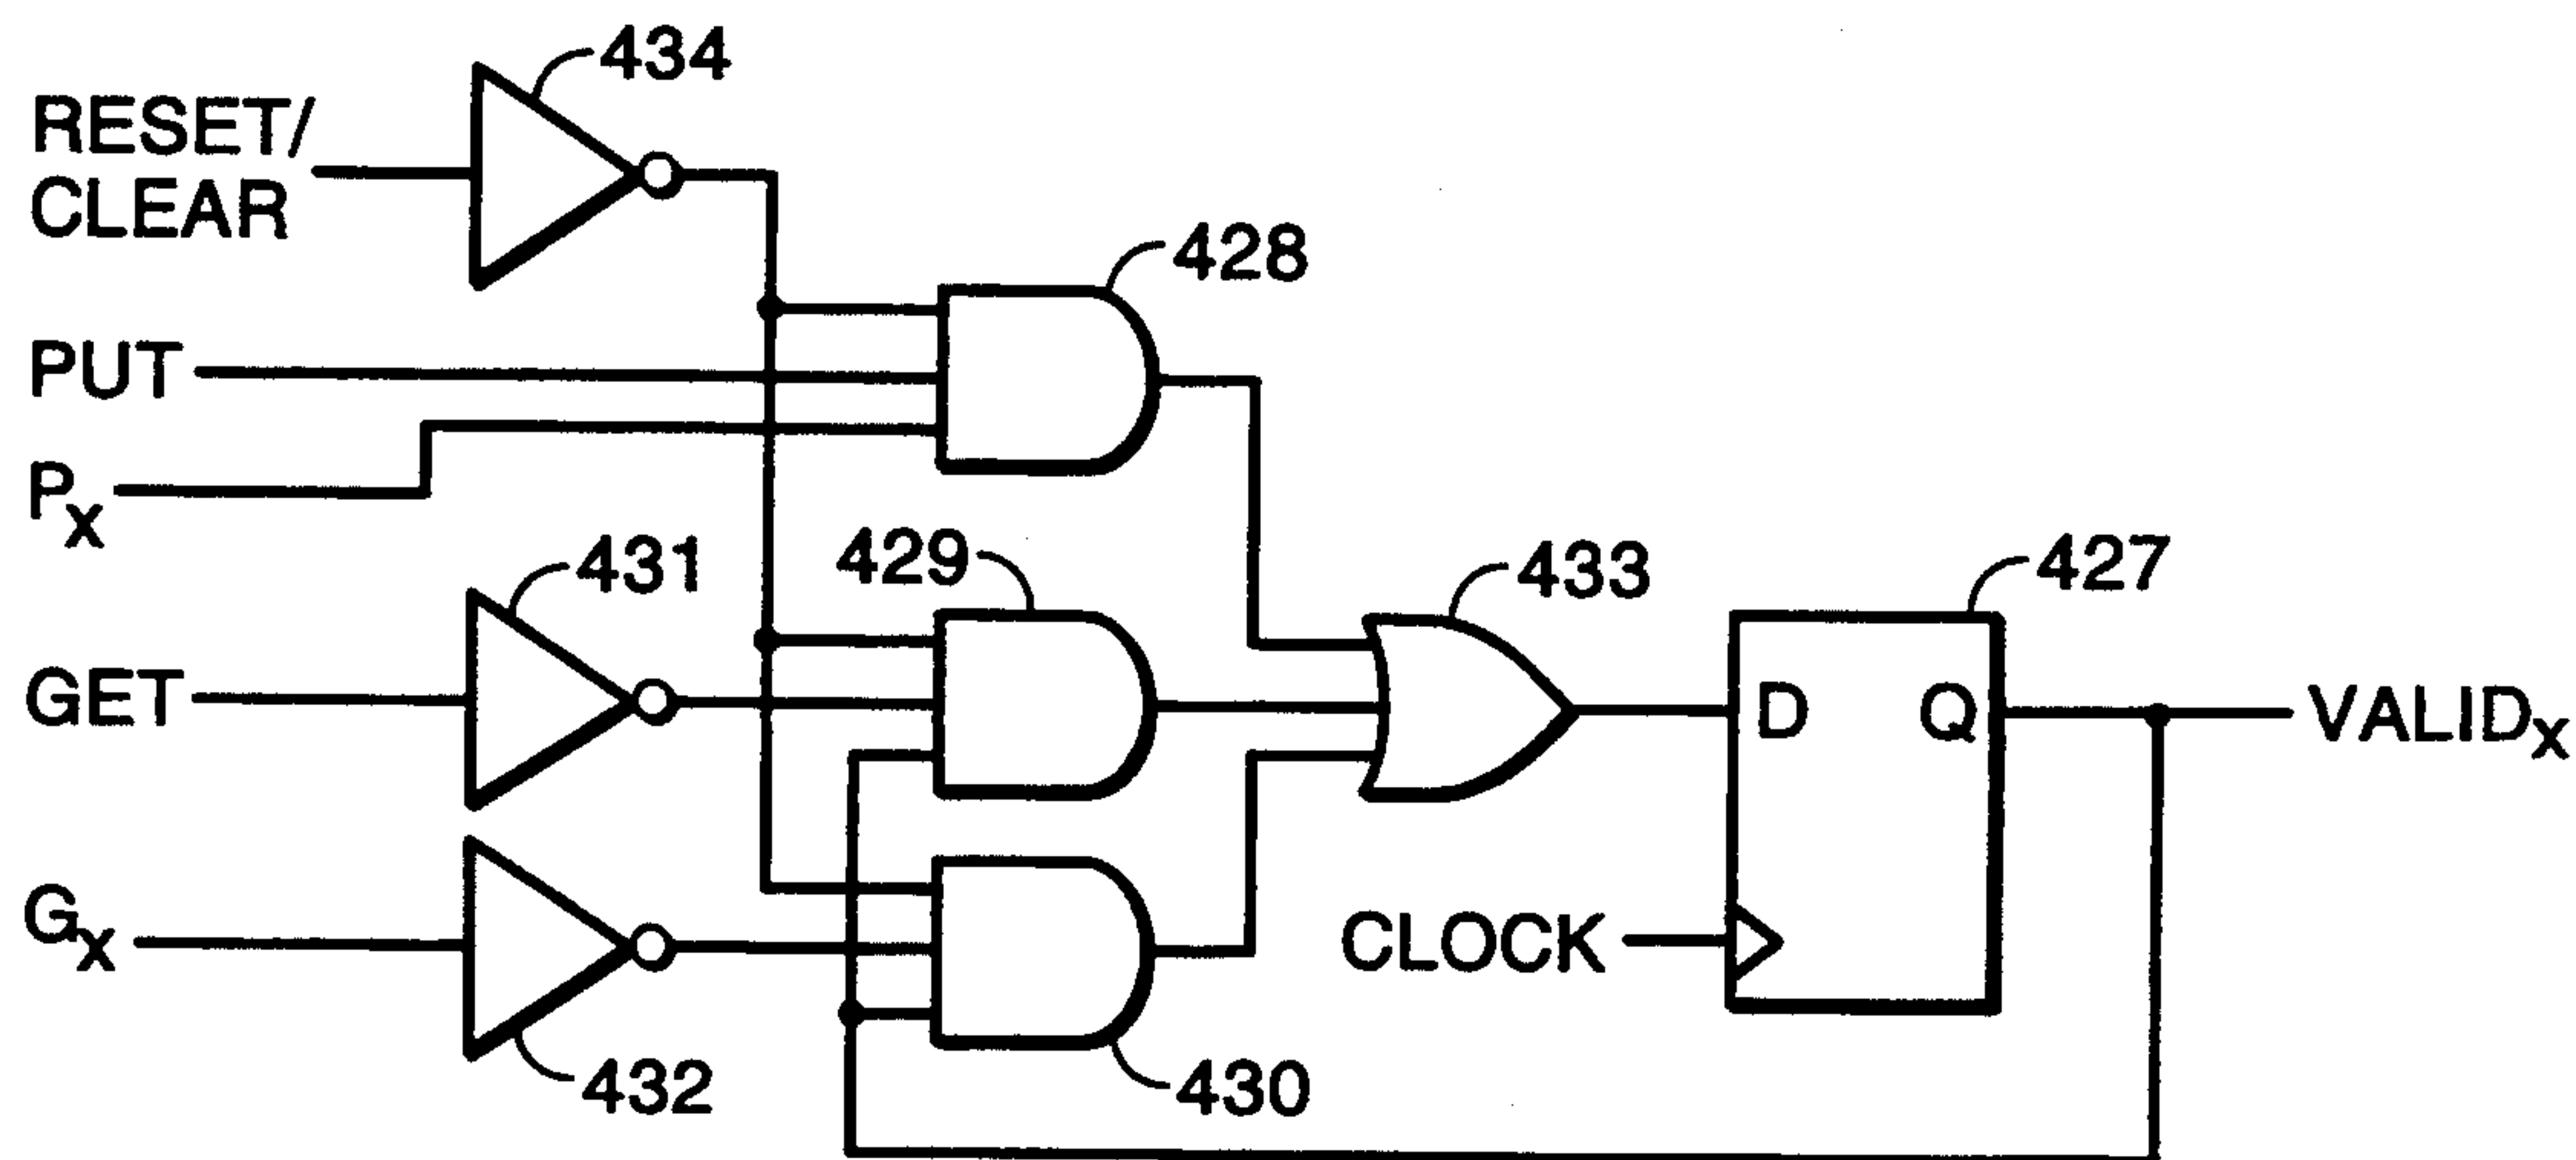 434
RESET/
CLEAR
428
PUT
Px
431
429
433
427
GET
D
Q
VALIDx
Gx
CLOCK
432
430